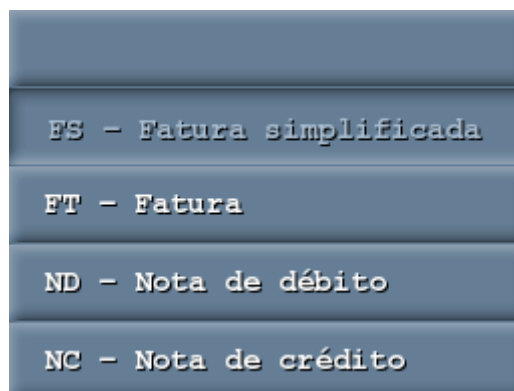 FS - Fatura simplificada
FT - Fatura
ND - Nota de débito
NC - Nota de crédito